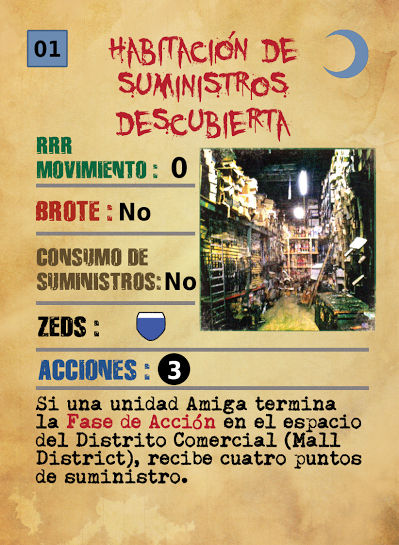 01
HABITACIÓN DE
SUMINISTROS
DESCUBIERTA
RRR
MOVIMIENTO : 0
BROTE : No
CONSUMO DE
SUMINISTROS: No
ZEDS :
ACCIONES : 3
Si una unidad Amiga termina
la Fase de Acción en el espacio
del Distrito Comercial (Mall
District), recibe cuatro puntos
de suministro.